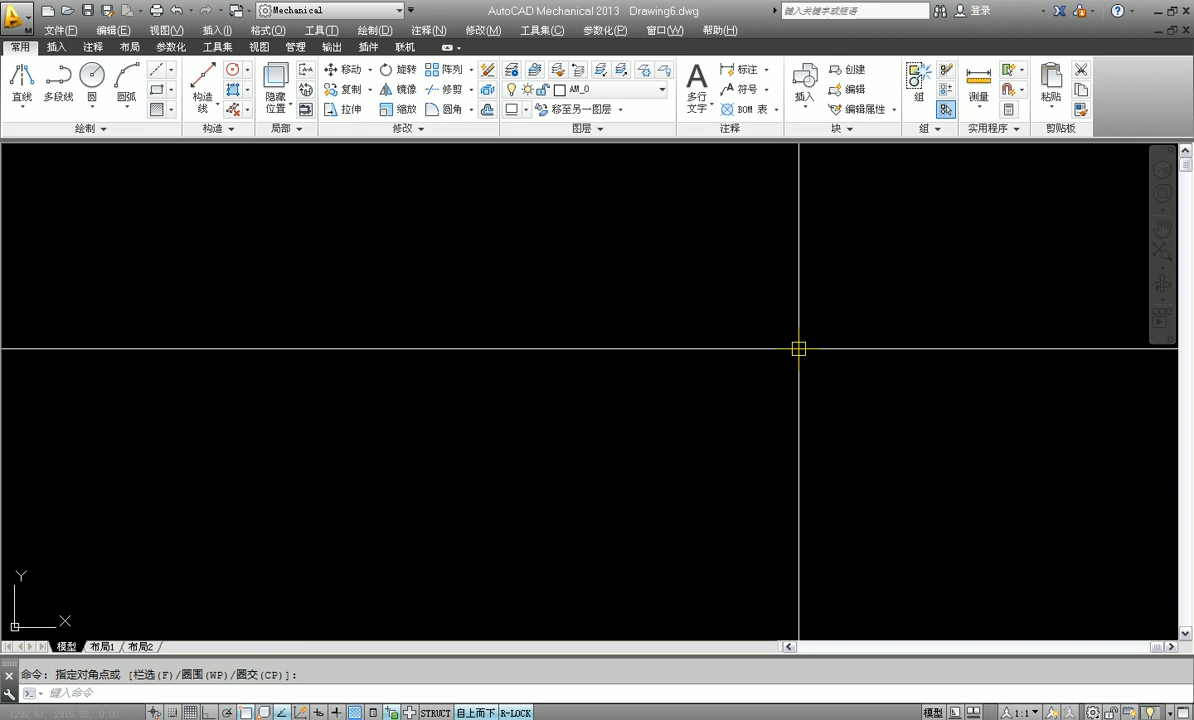 Mechanical
AutoCAD Mechanical 2013 Drawing6.dwg
键入关键字或短语
登录
文件(F) 编辑(E) 视图(V) 插入(I) 格式(O) 工具(T) 绘制(D) 注释(N) 修改(M) 工具集(C) 参数化(P) 窗口(W) 帮助(H)
常用 插入 注释 布局 参数化 工具集 视图 管理 输出 插件 联机
直线 多段线 圆 圆弧
构造线
隐藏位置
移动 旋转 阵列
复制 镜像 修剪
拉伸 缩放 圆角
AM_0
移至另一图层
多行文字
标注
符号
BOM 表
插入
创建
编辑
编辑属性
组
测量
粘贴
绘制 构造 局部 修改 图层 注释 块 组 实用程序 剪贴板
Y
X
模型 布局1 布局2
命令: 指定对角点或 [栏选(F)/圈围(WP)/圈交(CP)]:
键入命令
STRUCT 自上而下 R-LOCK
模型
1:1